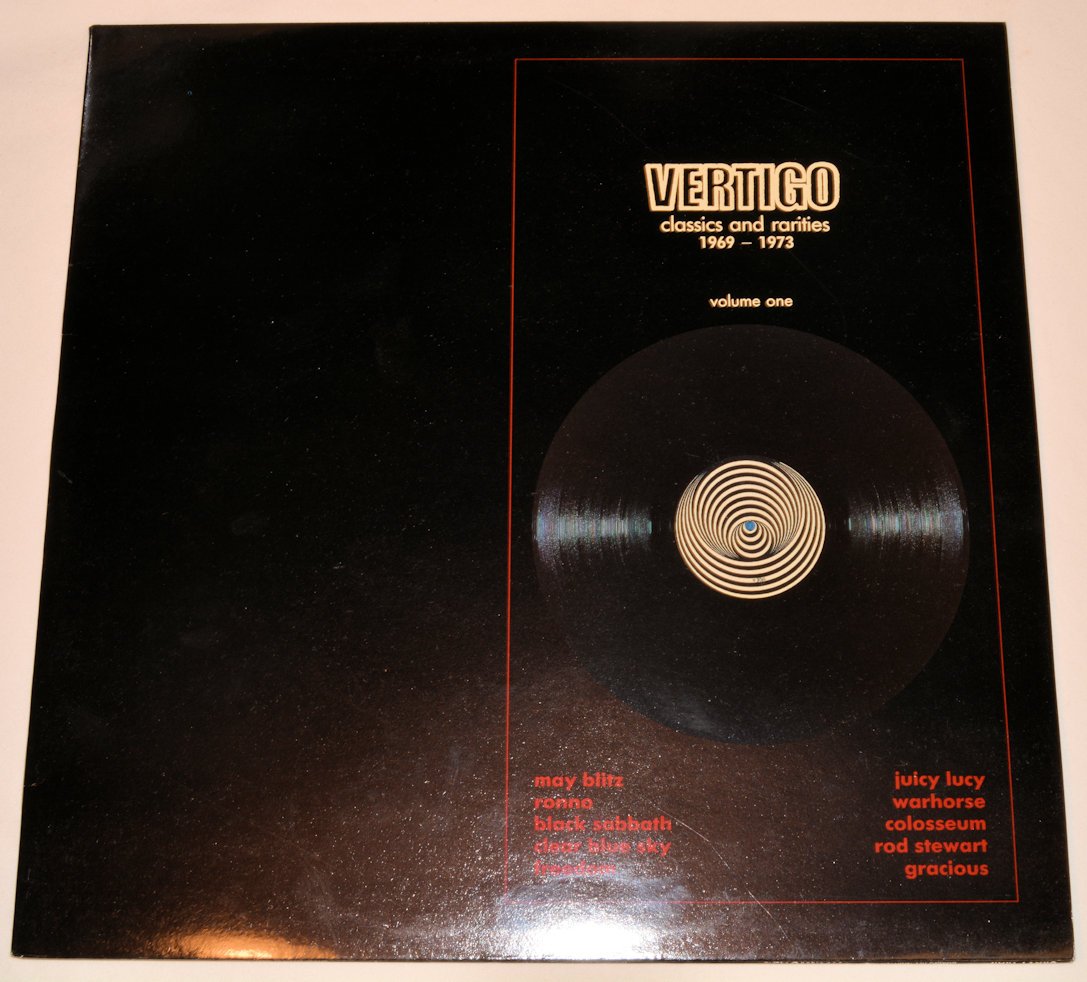 VERTIGO
classics and rarities
1969 – 1973
volume one
may blitz
ronno
black sabbath
clear blue sky
freedom
juicy lucy
warhorse
colosseum
rod stewart
gracious